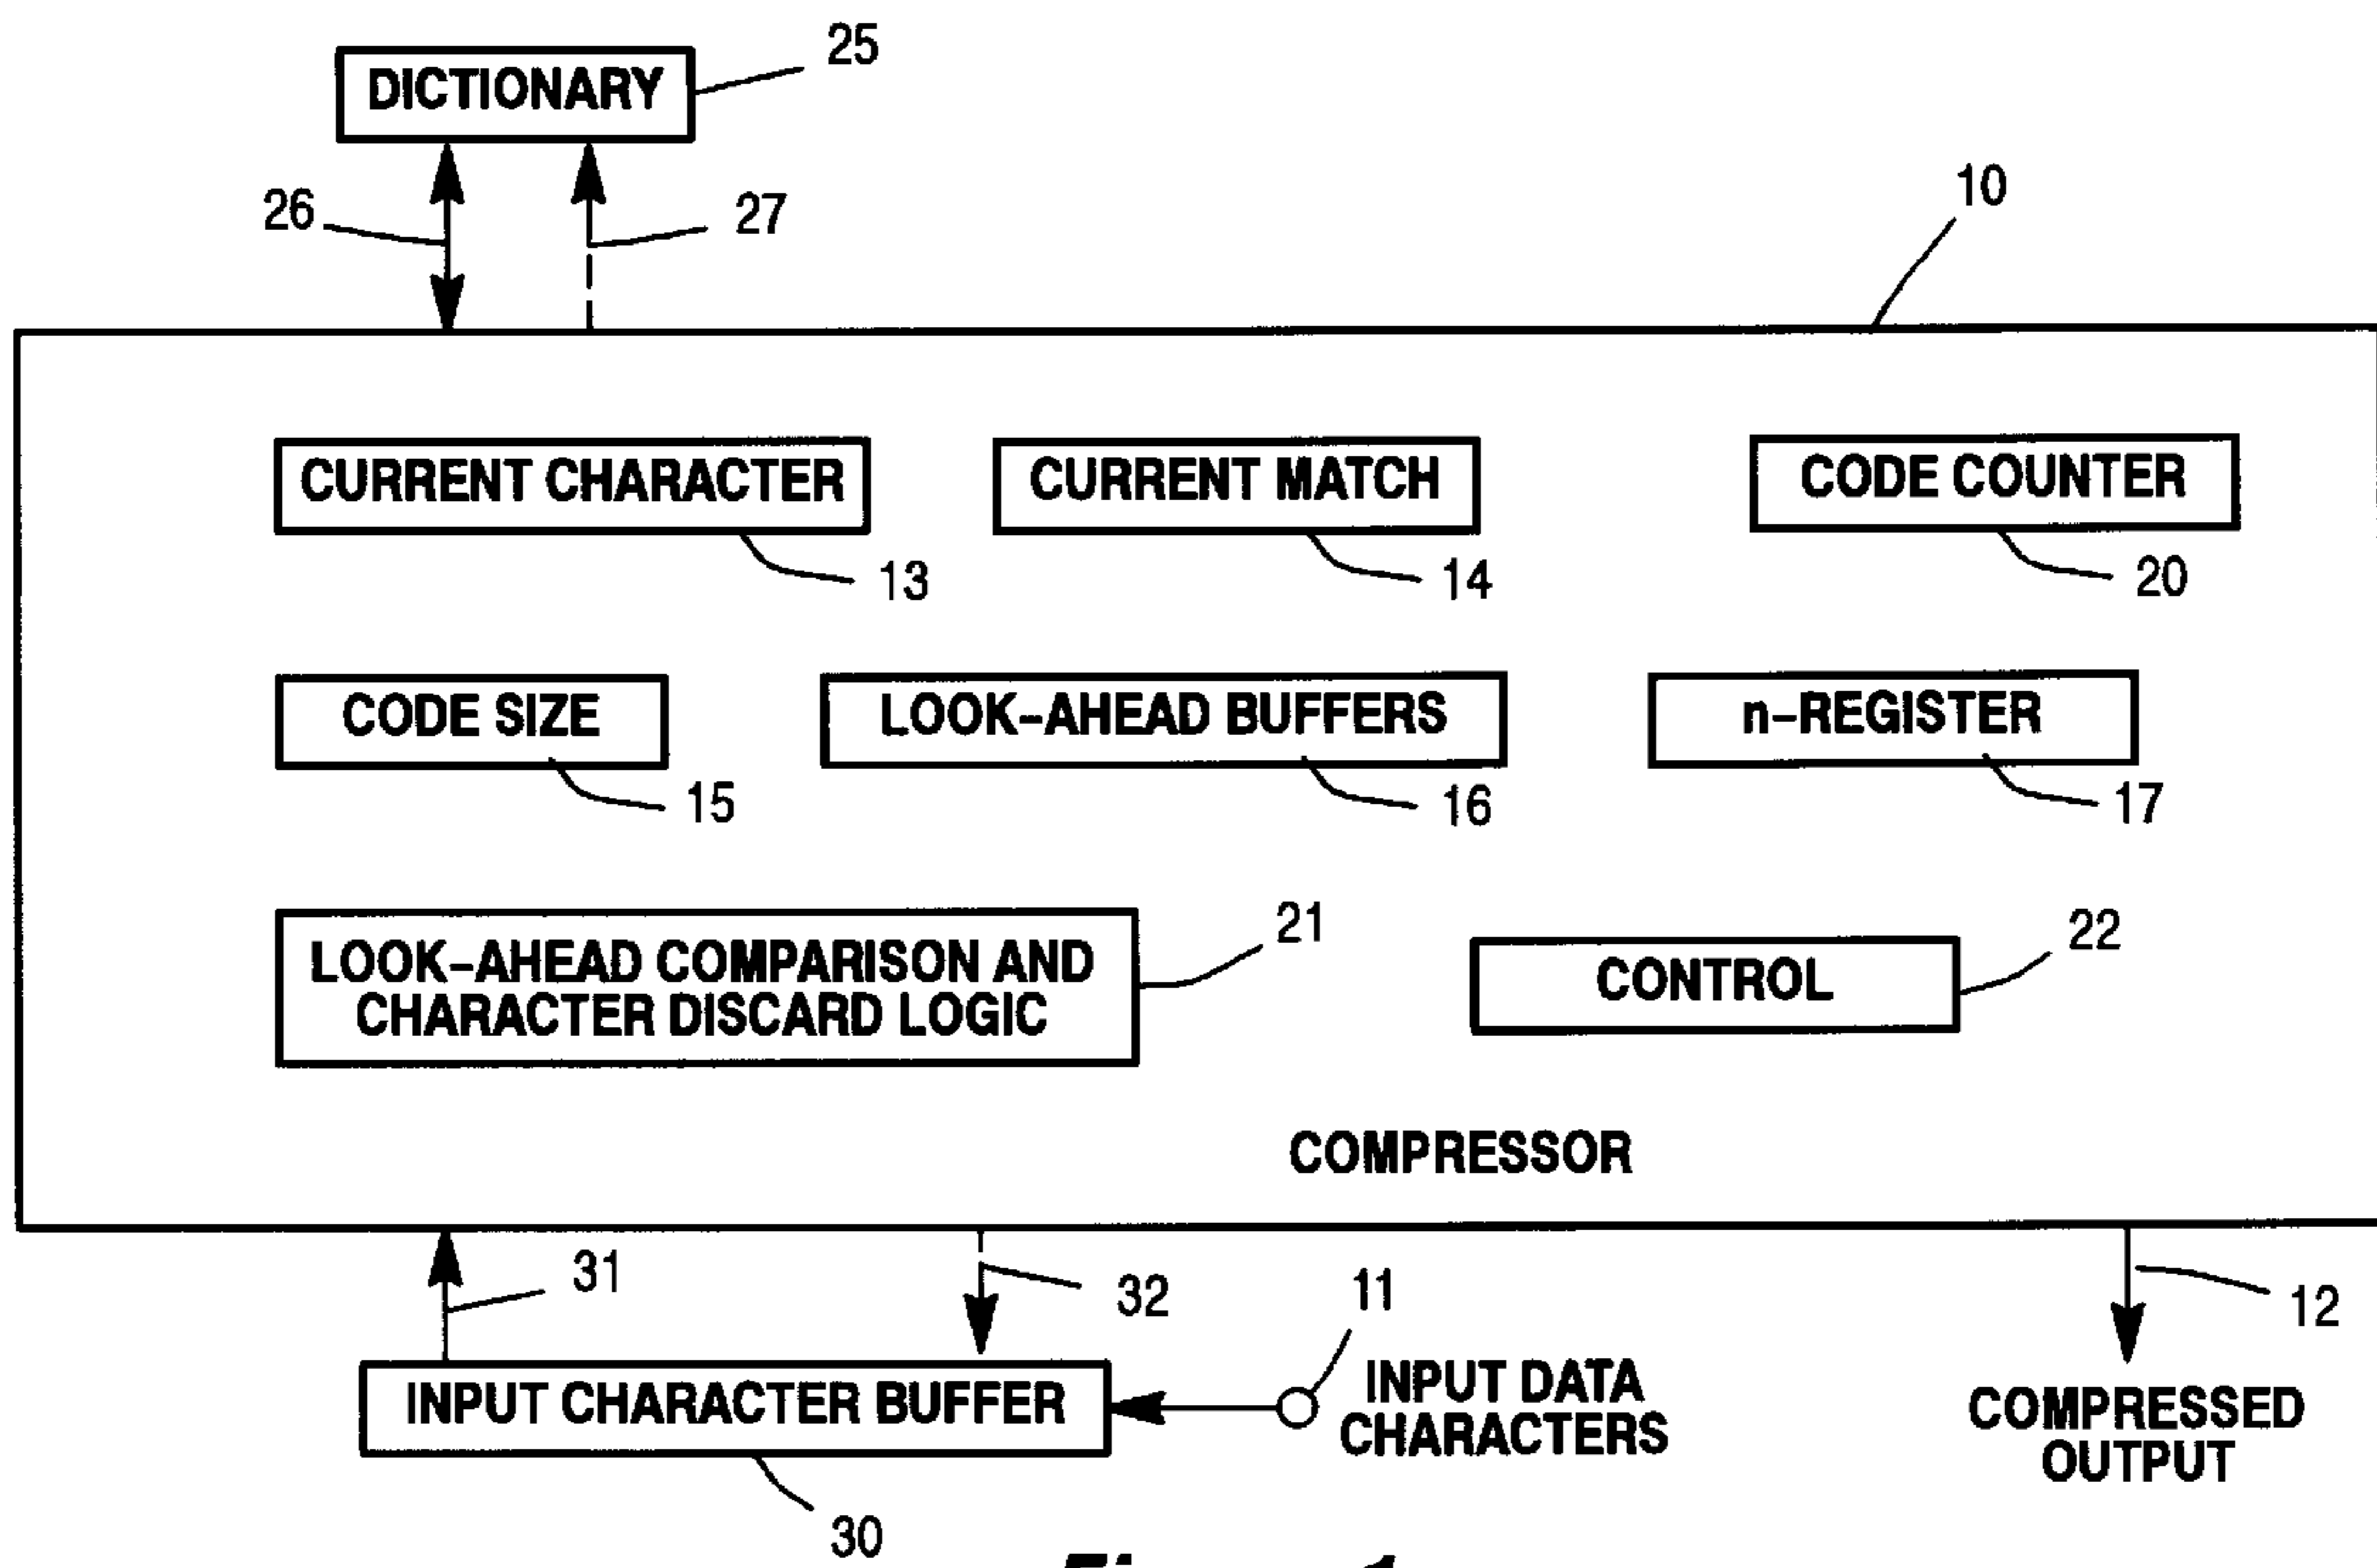 25
DICTIONARY
10
26
27
CURRENT CHARACTER
CURRENT MATCH
CODE COUNTER
13
14
20
CODE SIZE
LOOK-AHEAD BUFFERS
n-REGISTER
15
16
17
21
22
LOOK-AHEAD COMPARISON AND
CHARACTER DISCARD LOGIC
CONTROL
COMPRESSOR
31
32
11
12
INPUT CHARACTER BUFFER
INPUT DATA
CHARACTERS
COMPRESSED
OUTPUT
30